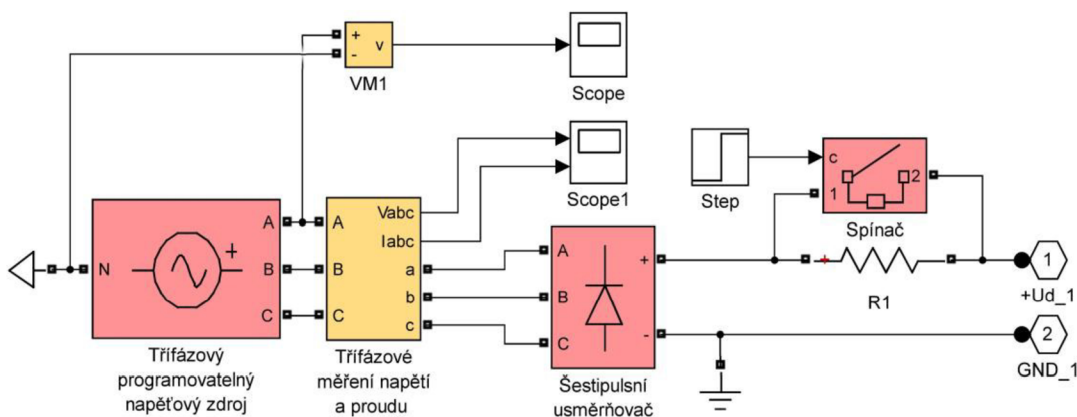 +
-
v
VM1
Scope
Scope1
Step
c
1
2
Spínač
A
B
C
N
+
Třífázový
programovatelný
napěťový zdroj
A
B
C
Vabc
Iabc
a
b
c
Třífázové
měření napětí
a proudu
A
B
C
+
-
Šestipulsní
usměrňovač
+
R1
1
+Ud_1
2
GND_1